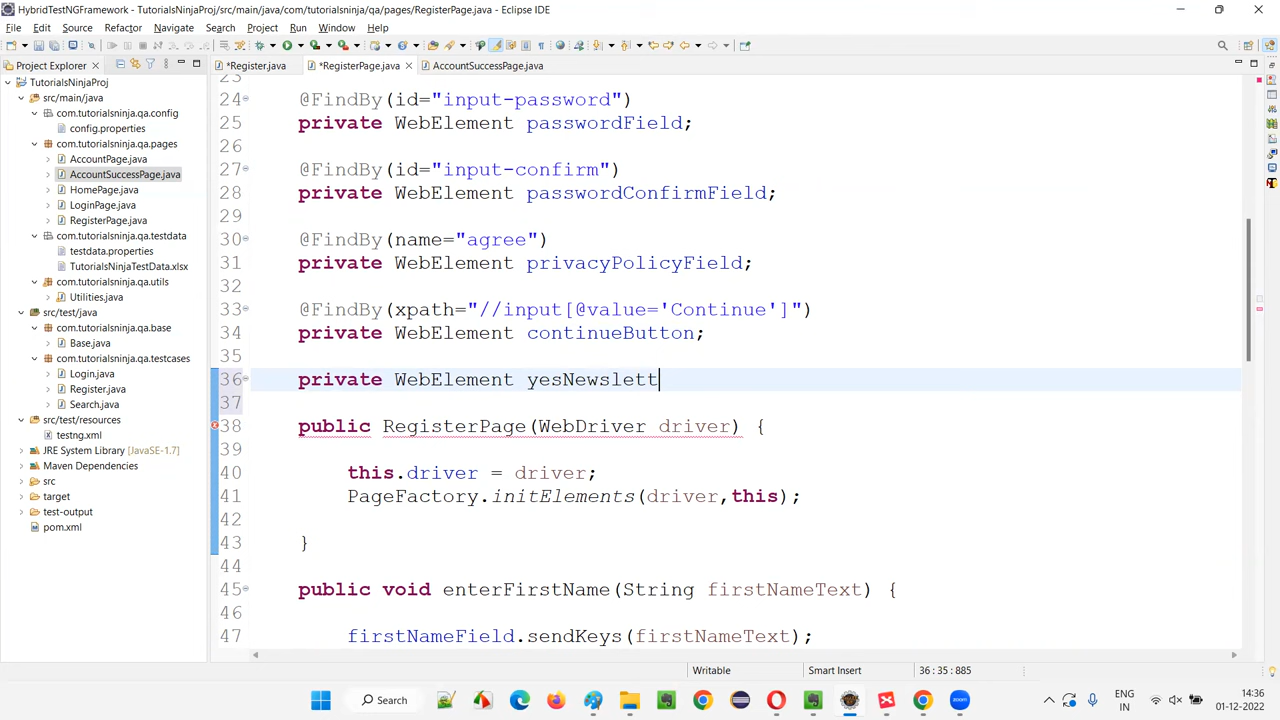 HybridTestNGFramework - TutorialsNinjaProj/src/main/java/com/tutorialsninja/qa/pages/RegisterPage.java - Eclipse IDE
File Edit Source Refactor Navigate Search Project Run Window Help
Project Explorer
*Register.java *RegisterPage.java AccountSuccessPage.java
TutorialsNinjaProj
src/main/java
com.tutorialsninja.qa.config
config.properties
com.tutorialsninja.qa.pages
AccountPage.java
AccountSuccessPage.java
HomePage.java
LoginPage.java
RegisterPage.java
com.tutorialsninja.qa.testdata
testdata.properties
TutorialsNinjaTestData.xlsx
com.tutorialsninja.qa.utils
Utilities.java
src/test/java
com.tutorialsninja.qa.base
Base.java
com.tutorialsninja.qa.testcases
Login.java
Register.java
Search.java
src/test/resources
testng.xml
JRE System Library [JavaSE-1.7]
Maven Dependencies
src
target
test-output
pom.xml
23
24 @FindBy(id="input-password")
25 private WebElement passwordField;
26
27 @FindBy(id="input-confirm")
28 private WebElement passwordConfirmField;
29
30 @FindBy(name="agree")
31 private WebElement privacyPolicyField;
32
33 @FindBy(xpath="//input[@value='Continue']")
34 private WebElement continueButton;
35
36 private WebElement yesNewslett
37
38 public RegisterPage(WebDriver driver) {
39
40 this.driver = driver;
41 PageFactory.initElements(driver,this);
42
43 }
44
45 public void enterFirstName(String firstNameText) {
46
47 firstNameField.sendKeys(firstNameText);
Writable Smart Insert 36 : 35 : 885
Search
ENG
IN
14:36
01-12-2022